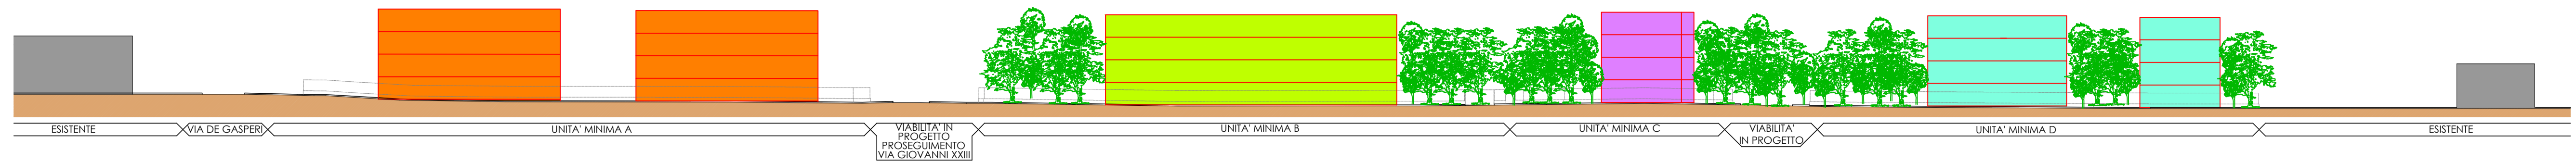 ESISTENTE
VIA DE GASPERI
UNITA' MINIMA A
VIABILITA' IN
PROGETTO
PROSEGUIMENTO
VIA GIOVANNI XXIII
UNITA' MINIMA B
UNITA' MINIMA C
VIABILITA'
IN PROGETTO
UNITA' MINIMA D
ESISTENTE